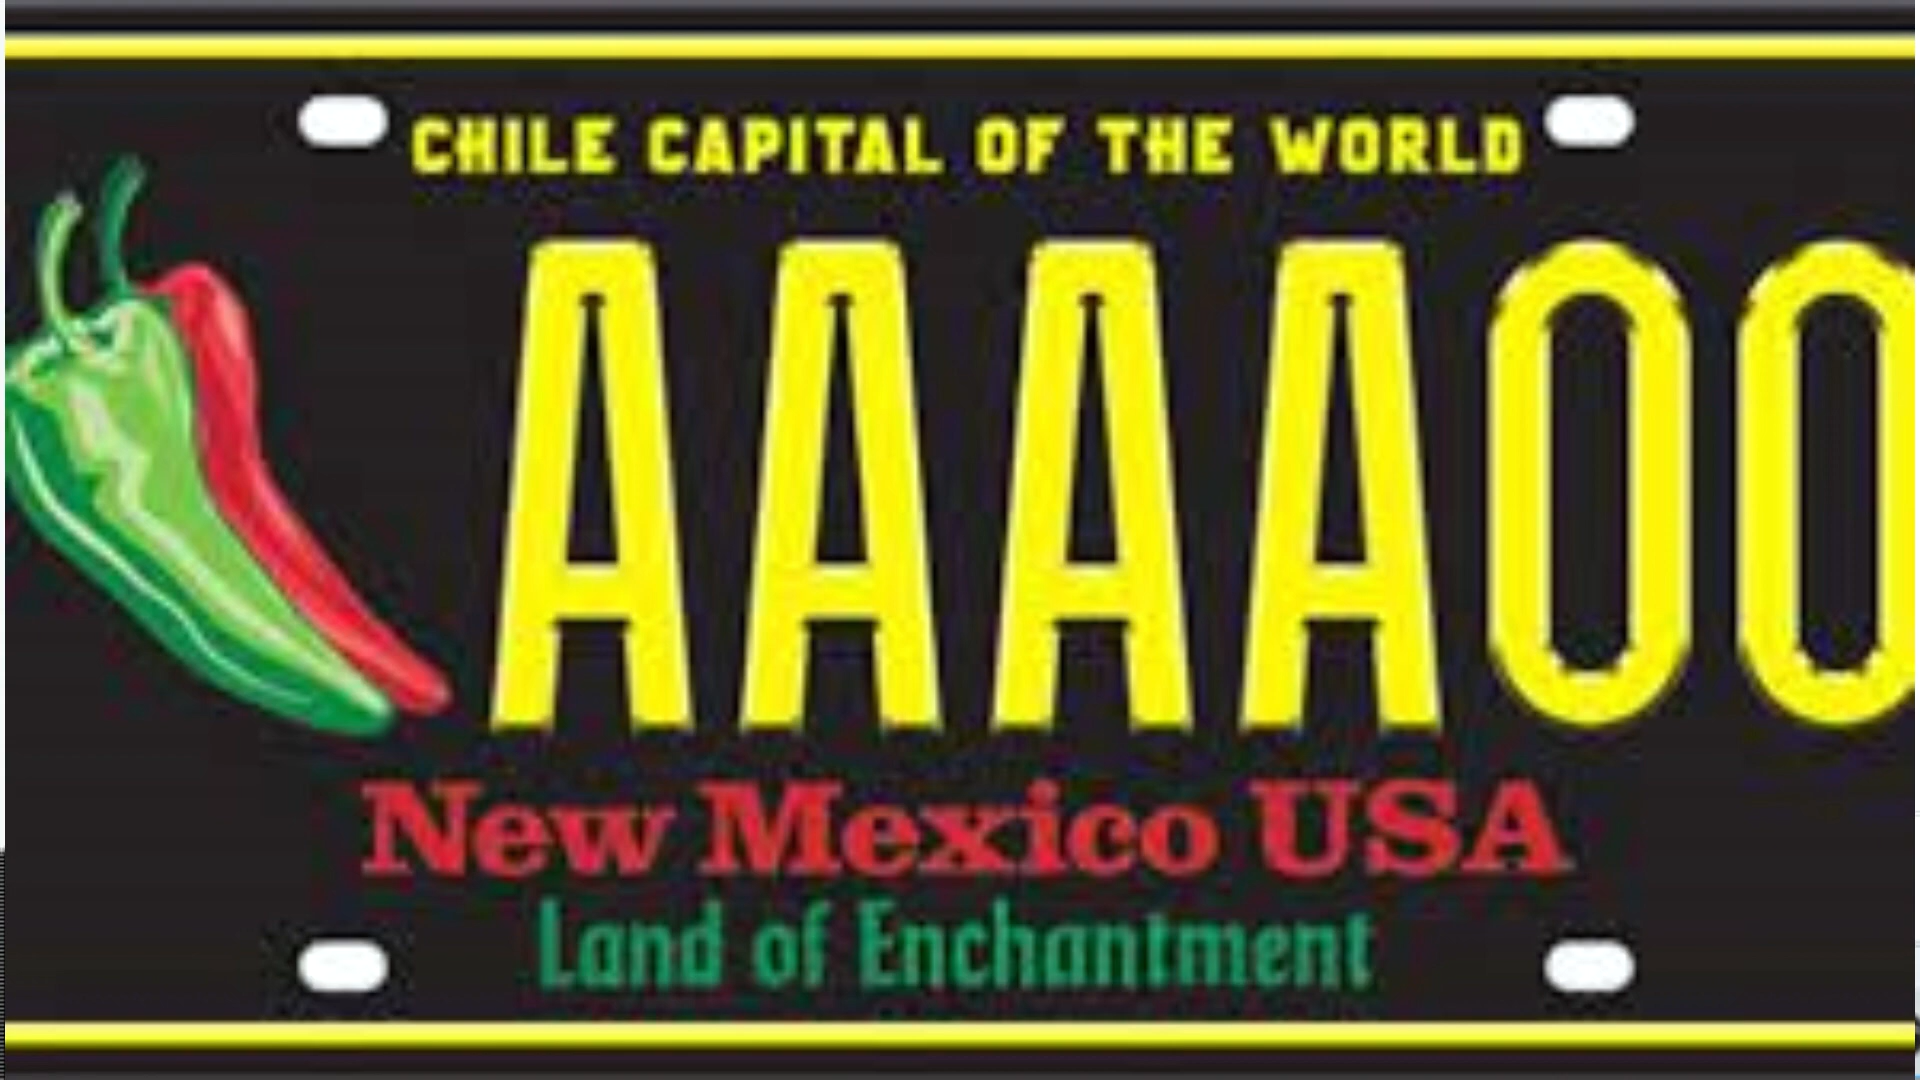 CHILE CAPITAL OF THE WORLD
AAAA00
New Mexico USA
Land of Enchantment